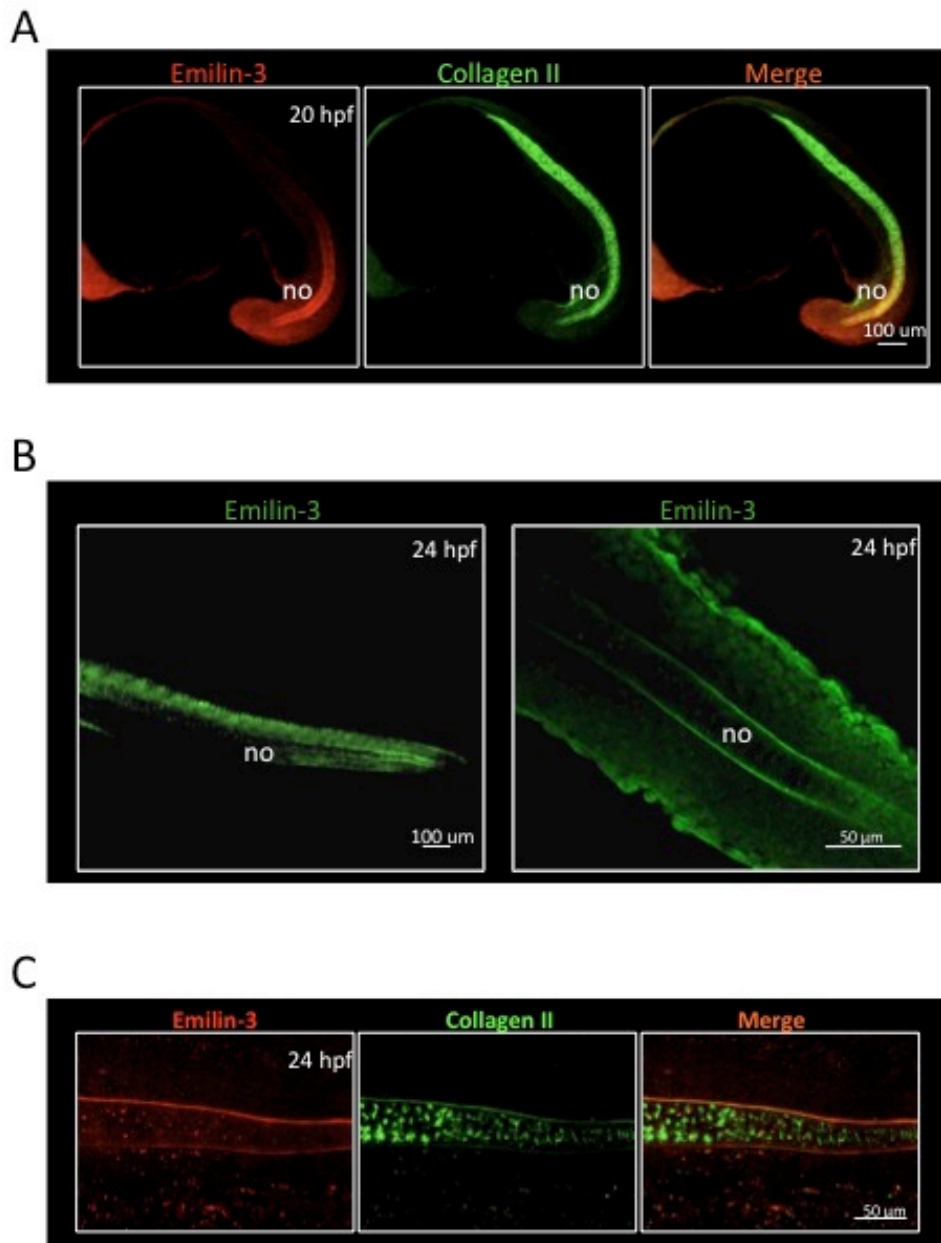 A
Emilin-3 Collagen II Merge
20 hpf
no no no
100 um
B
Emilin-3 Emilin-3
24 hpf 24 hpf
no no
100 um 50 µm
C
Emilin-3 Collagen II Merge
24 hpf
50 µm